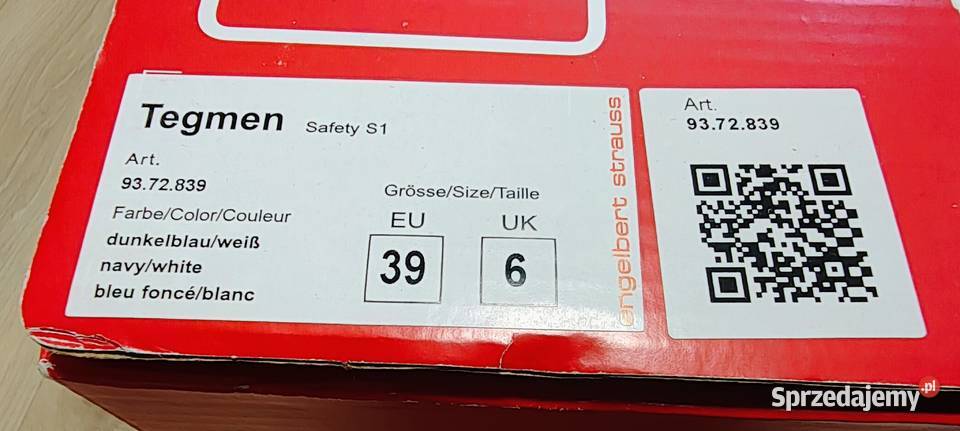 Tegmen Safety S1
Art.
93.72.839
Farbe/Color/Couleur
dunkelblau/weiß
navy/white
bleu foncé/blanc
Grösse/Size/Taille
EU UK
39 6
engelbert strauss
Art.
93.72.839
Sprzedajemy.pl